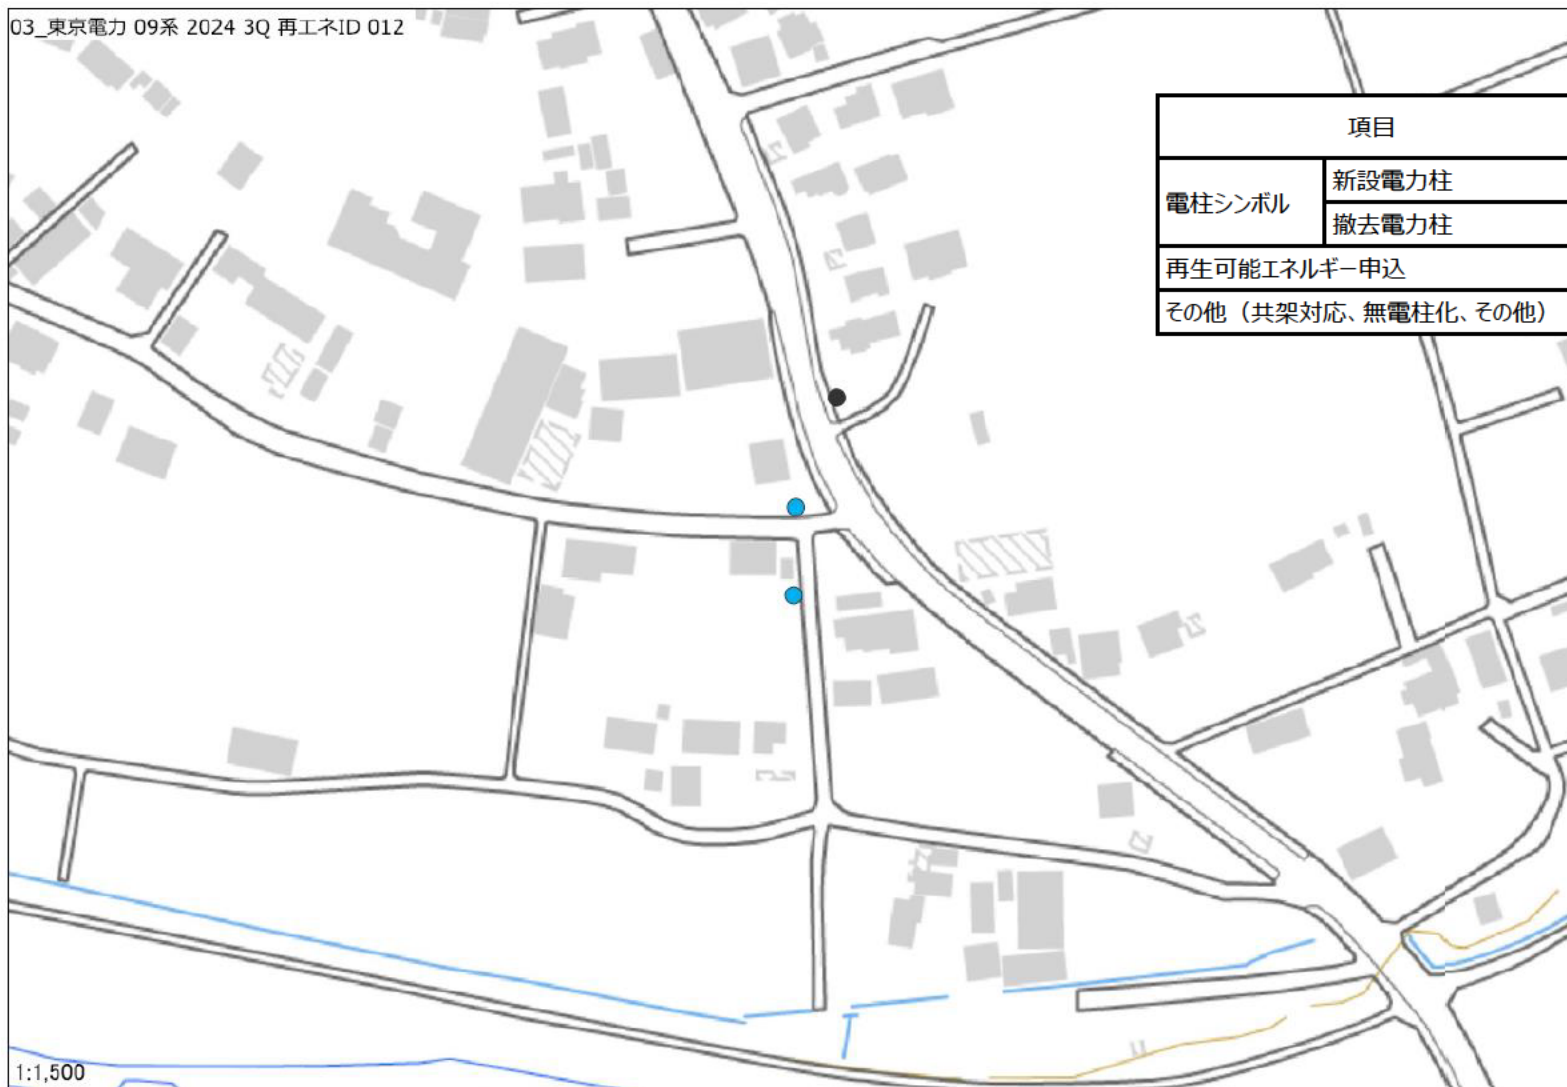 03_東京電力 09系 2024 3Q 再エネID 012
項目
電柱シンボル
新設電力柱
撤去電力柱
再生可能エネルギー申込
その他（共架対応、無電柱化、その他）
1:1,500